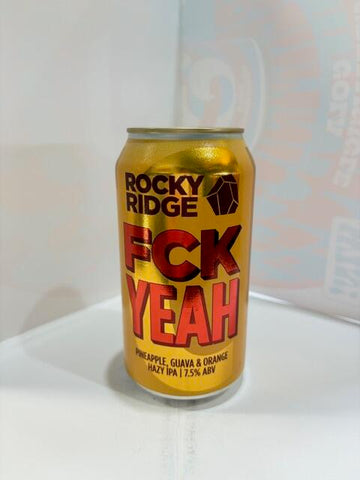 ROCKY
RIDGE
FCK
YEAH
PINEAPPLE, GUAVA & ORANGE
HAZY IPA | 7.5% ABV